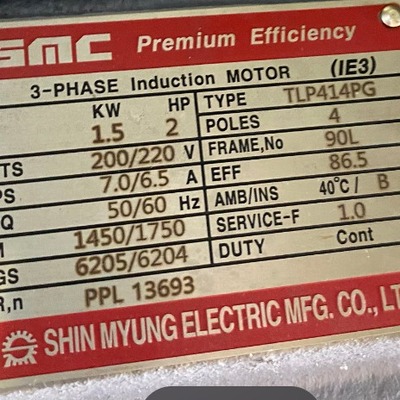 SMC Premium Efficiency
3-PHASE Induction MOTOR (IE3)
KW HP TYPE TLP414PG
1.5 2 POLES 4
TS 200/220 V FRAME,No 90L
PS 7.0/6.5 A EFF 86.5
Q 50/60 Hz AMB/INS 40°C/ B
M 1450/1750 SERVICE-F 1.0
GS 6205/6204 DUTY Cont
R,n PPL 13693
SHIN MYUNG ELECTRIC MFG. CO., LT